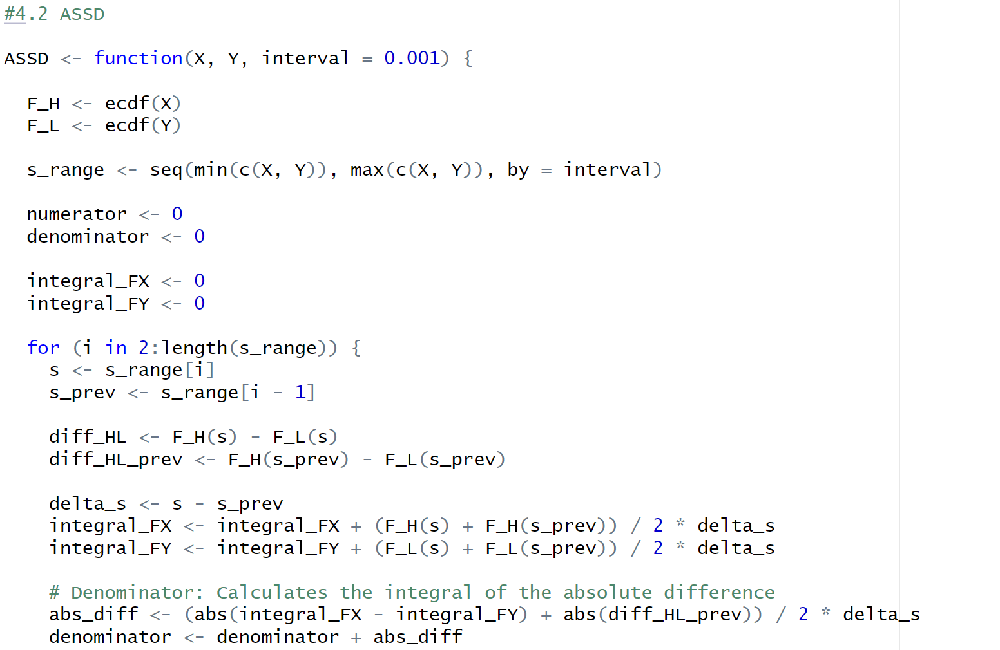 #4.2 ASSD
ASSD <- function(X, Y, interval = 0.001) {
F_H <- ecdf(X)
F_L <- ecdf(Y)
s_range <- seq(min(c(X, Y)), max(c(X, Y)), by = interval)
numerator <- 0
denominator <- 0
integral_FX <- 0
integral_FY <- 0
for (i in 2:length(s_range)) {
s <- s_range[i]
s_prev <- s_range[i - 1]
diff_HL <- F_H(s) - F_L(s)
diff_HL_prev <- F_H(s_prev) - F_L(s_prev)
delta_s <- s - s_prev
integral_FX <- integral_FX + (F_H(s) + F_H(s_prev)) / 2 * delta_s
integral_FY <- integral_FY + (F_L(s) + F_L(s_prev)) / 2 * delta_s
# Denominator: Calculates the integral of the absolute difference
abs_diff <- (abs(integral_FX - integral_FY) + abs(diff_HL_prev)) / 2 * delta_s
denominator <- denominator + abs_diff